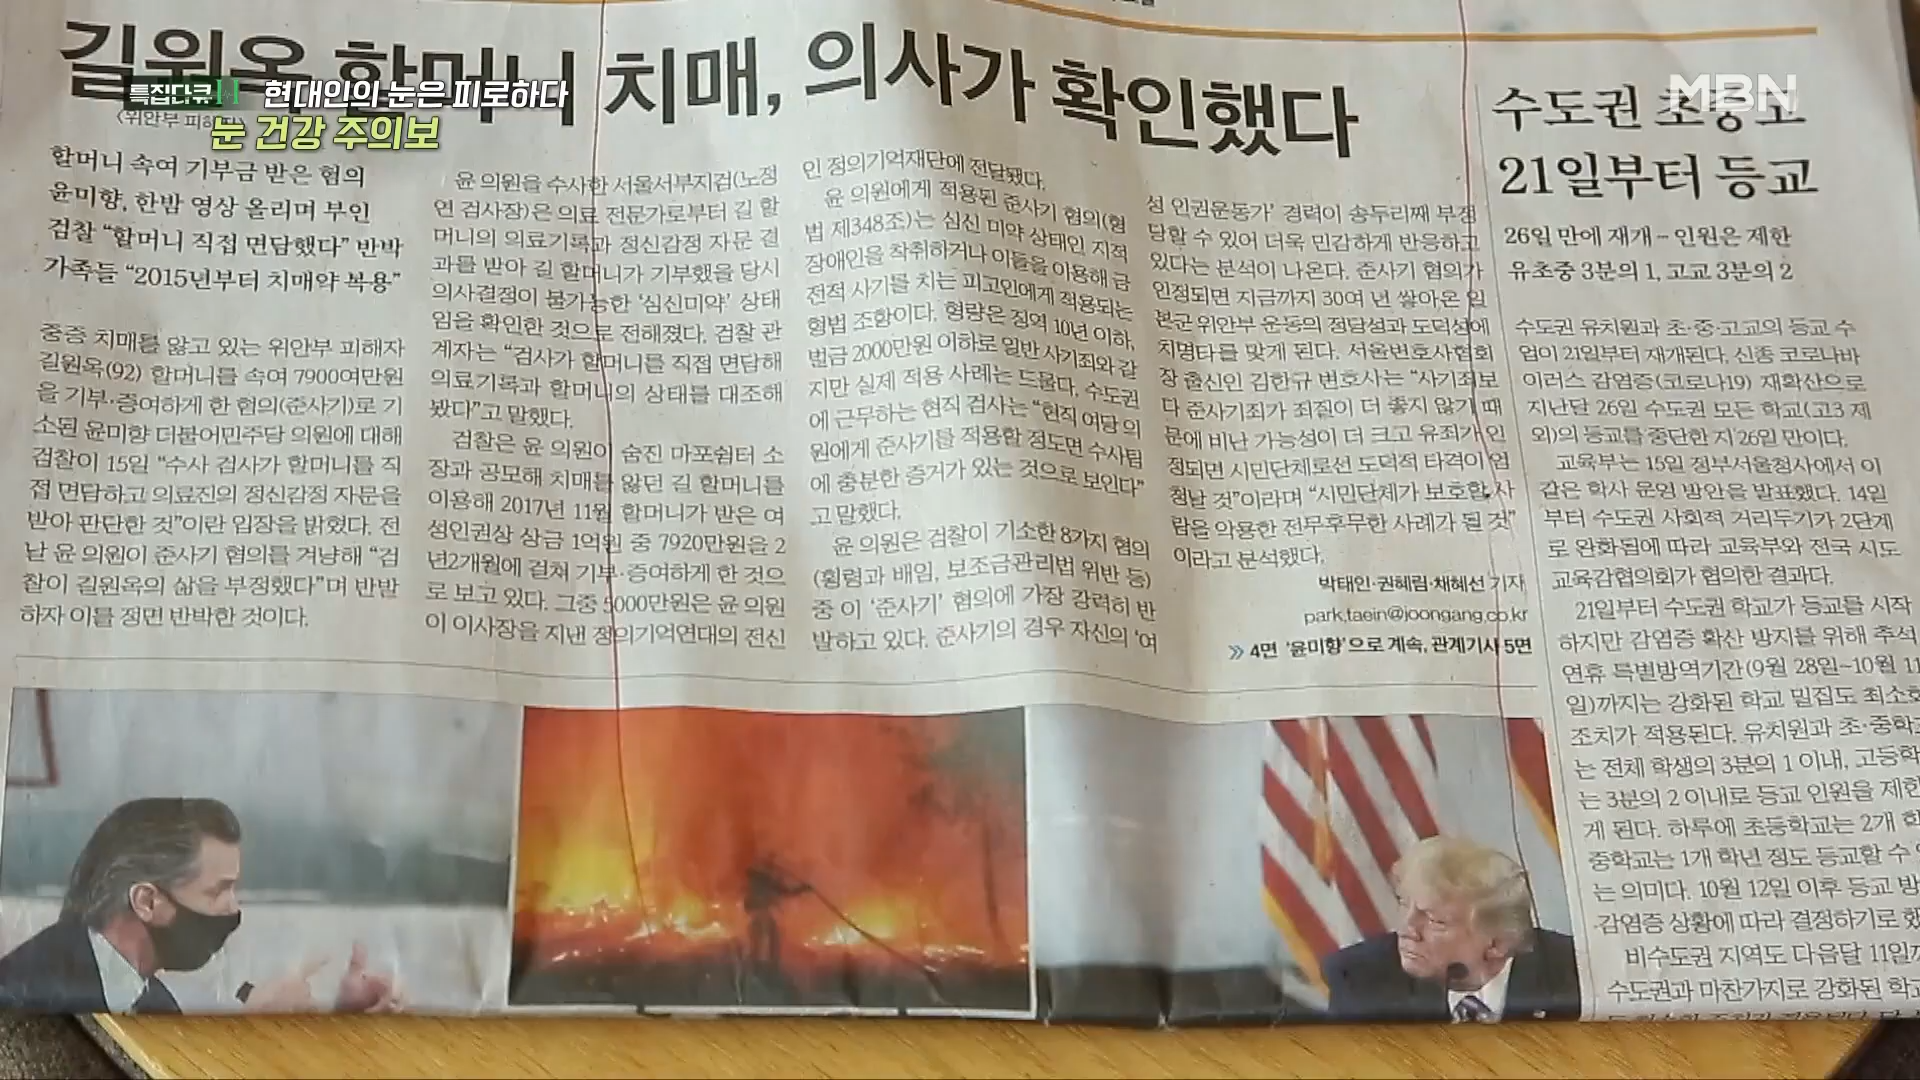 특집다큐H 현대인의 눈은 피로하다
눈 건강 주의보
MBN
길원옥 할머니 치매, 의사가 확인했다
할머니 속여 기부금 받은 혐의
윤미향, 한밤 영상 올리며 부인
검찰 “할머니 직접 면담했다” 반박
가족들 “2015년부터 치매약 복용”
중증 치매를 앓고 있는 위안부 피해자
길원옥(92) 할머니를 속여 7900여만원
을 기부·증여하게 한 혐의(준사기)로 기
소된 윤미향 더불어민주당 의원에 대해
검찰이 15일 “수사 검사가 할머니를 직
접 면담하고 의료진의 정신감정 자문을
받아 판단한 것”이란 입장을 밝혔다. 전
날 윤 의원이 준사기 혐의를 겨냥해 “검
찰이 길원옥의 삶을 부정했다”며 반발
하자 이를 정면 반박한 것이다.
윤 의원을 수사한 서울서부지검(노정
연 검사장)은 의료 전문가로부터 길 할
머니의 의료기록과 정신감정 자문 결
과를 받아 길 할머니가 기부했을 당시
의사결정이 불가능한 ‘심신미약’ 상태
임을 확인한 것으로 전해졌다. 검찰 관
계자는 “검사가 할머니를 직접 면담해
의료기록과 할머니의 상태를 대조해
봤다”고 말했다.
검찰은 윤 의원이 숨진 마포쉼터 소
장과 공모해 치매를 앓던 길 할머니를
이용해 2017년 11월 할머니가 받은 여
성인권상 상금 1억원 중 7920만원을 2
년2개월에 걸쳐 기부·증여하게 한 것으
로 보고 있다. 그중 5000만원은 윤 의원
이 이사장을 지낸 정의기억연대의 전신
인 정의기억재단에 전달됐다.
윤 의원에게 적용된 준사기 혐의(형
법 제348조)는 심신 미약 상태인 지적
장애인을 착취하거나 이들을 이용해 금
전적 사기를 치는 피고인에게 적용되는
형법 조항이다. 형량은 징역 10년 이하,
벌금 2000만원 이하로 일반 사기죄와 같
지만 실제 적용 사례는 드물다. 수도권
에 근무하는 현직 검사는 “현직 여당 의
원에게 준사기를 적용할 정도면 수사팀
에 충분한 증거가 있는 것으로 보인다”
고 말했다.
윤 의원은 검찰이 기소한 8가지 혐의
(횡령과 배임, 보조금관리법 위반 등)
중 이 ‘준사기’ 혐의에 가장 강력히 반
발하고 있다. 준사기의 경우 자신의 ‘여
성 인권운동가’ 경력이 송두리째 부정
당할 수 있어 더욱 민감하게 반응하고
있다는 분석이 나온다. 준사기 혐의가
인정되면 지금까지 30여 년 쌓아온 일
본군 위안부 운동의 정당성과 도덕성에
치명타를 맞게 된다. 서울변호사협회
장 출신인 김한규 변호사는 “사기죄보
다 준사기죄가 죄질이 더 좋지 않기 때
문에 비난 가능성이 더 크고 유죄가 인
정되면 시민단체로선 도덕적 타격이 엄
청날 것”이라며 “시민단체가 보호할 사
람을 악용한 전무후무한 사례가 될 것”
이라고 분석했다.
박태인·권혜림·채혜선 기자
park.taein@joongang.co.kr
≫ 4면 ‘윤미향’으로 계속, 관계기사 5면
수도권 초중고
21일부터 등교
26일 만에 재개 – 인원은 제한
유초중 3분의 1, 고교 3분의 2
수도권 유치원과 초·중·고교의 등교 수
업이 21일부터 재개된다. 신종 코로나바
이러스 감염증(코로나19) 재확산으로
지난달 26일 수도권 모든 학교(고3 제
외)의 등교를 중단한 지 26일 만이다.
교육부는 15일 정부서울청사에서 이
같은 학사 운영 방안을 발표했다. 14일
부터 수도권 사회적 거리두기가 2단계
로 완화됨에 따라 교육부와 전국 시도
교육감협의회가 협의한 결과다.
21일부터 수도권 학교가 등교를 시작
하지만 감염증 확산 방지를 위해 추석
연휴 특별방역기간(9월 28일~10월 11
일)까지는 강화된 학교 밀집도 최소화
조치가 적용된다. 유치원과 초·중학교
는 전체 학생의 3분의 1 이내, 고등학
는 3분의 2 이내로 등교 인원을 제한
게 된다. 하루에 초등학교는 2개 학
중학교는 1개 학년 정도 등교할 수
는 의미다. 10월 12일 이후 등교 방
감염증 상황에 따라 결정하기로 했
비수도권 지역도 다음달 11일까
수도권과 마찬가지로 강화된 학교